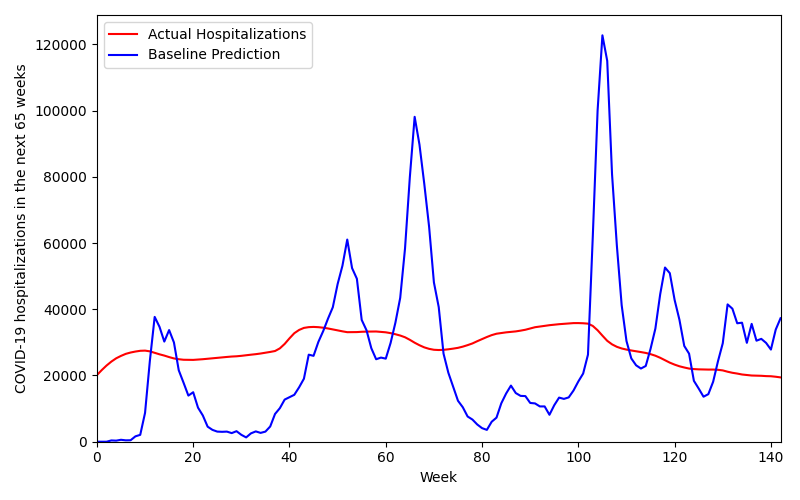 Actual Hospitalizations
Baseline Prediction
COVID-19 hospitalizations in the next 65 weeks
120000
100000
80000
60000
40000
20000
0
0 20 40 60 80 100 120 140
Week